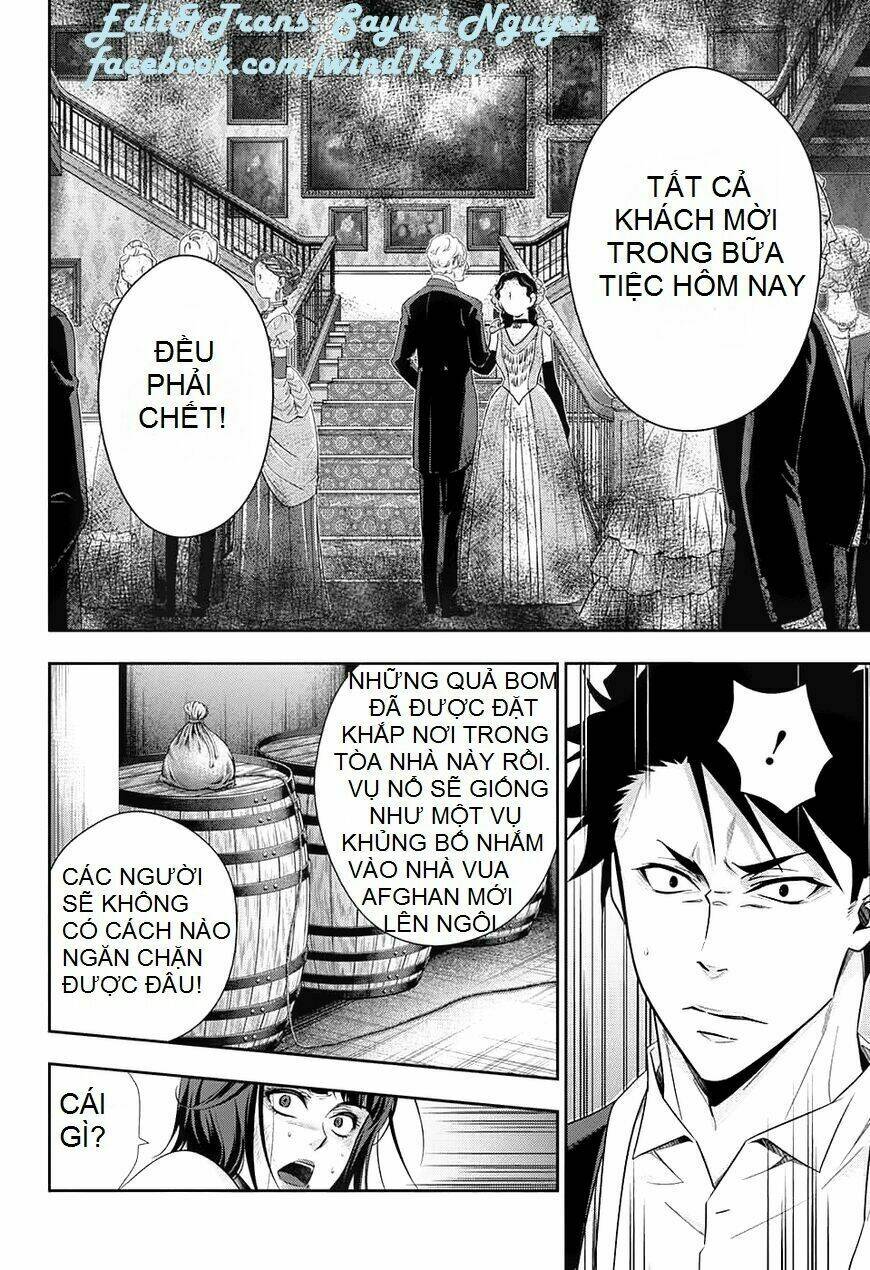 Edit&Trans: Sayuri Nguyen
facebook.com/wind1412
TẤT CẢ
KHÁCH MỜI
TRONG BỮA
TIỆC HÔM NAY
ĐỀU
PHẢI
CHẾT!
!
NHỮNG QUẢ BOM
ĐÃ ĐƯỢC ĐẶT
KHẮP NƠI TRONG
TÒA NHÀ NÀY RỒI.
VỤ NỔ SẼ GIỐNG
NHƯ MỘT VỤ
KHỦNG BỐ NHẮM
VÀO NHÀ VUA
AFGHAN MỚI
LÊN NGÔI
CÁC NGƯỜI
SẼ KHÔNG
CÓ CÁCH NÀO
NGĂN CHẶN
ĐƯỢC ĐÂU!
CÁI
GÌ?